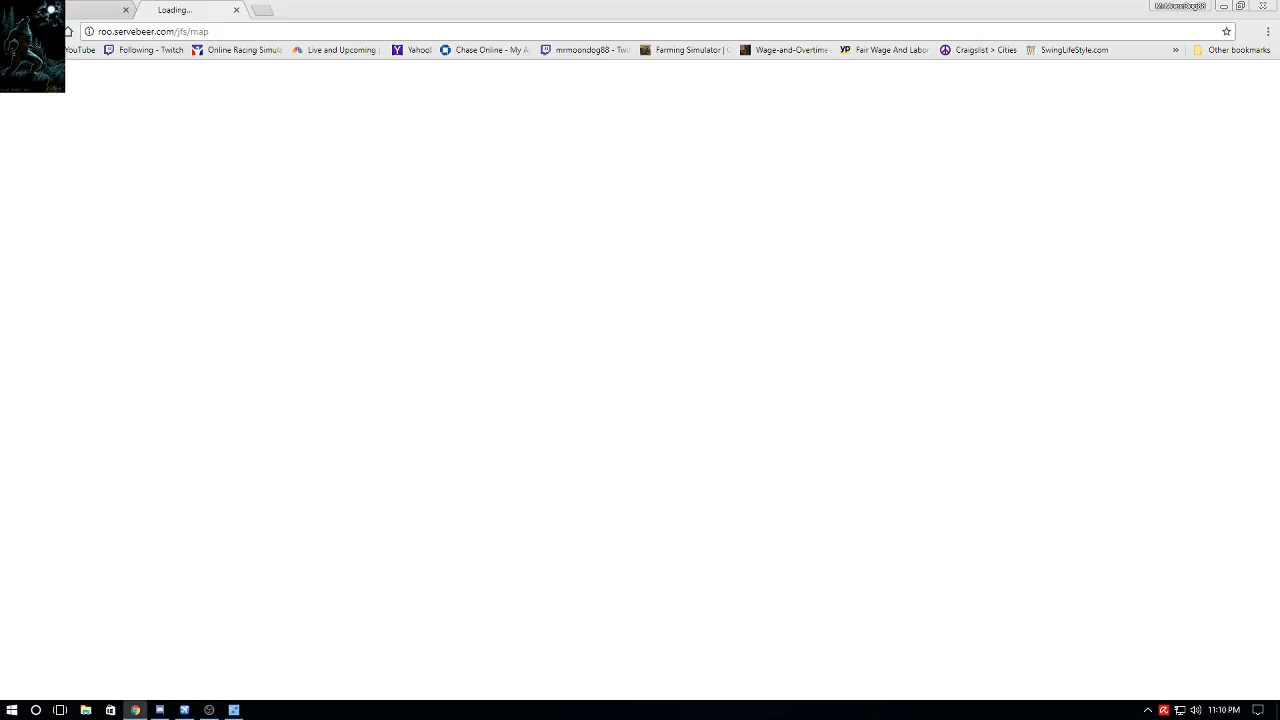 Loading...
MrMoonDog88
roo.servebeer.com/jfs/map
YouTube
Following - Twitch
Online Racing Simula
Live and Upcoming |
Yahoo!
Chase Online - My A
mrmoondog88 - Tw
Farming Simulator |
Wage-and-Overtime-
Fair Wage and Labor
Craigslist > Cities
SwingLifeStyle.com
»
Other bookmarks
11:10 PM